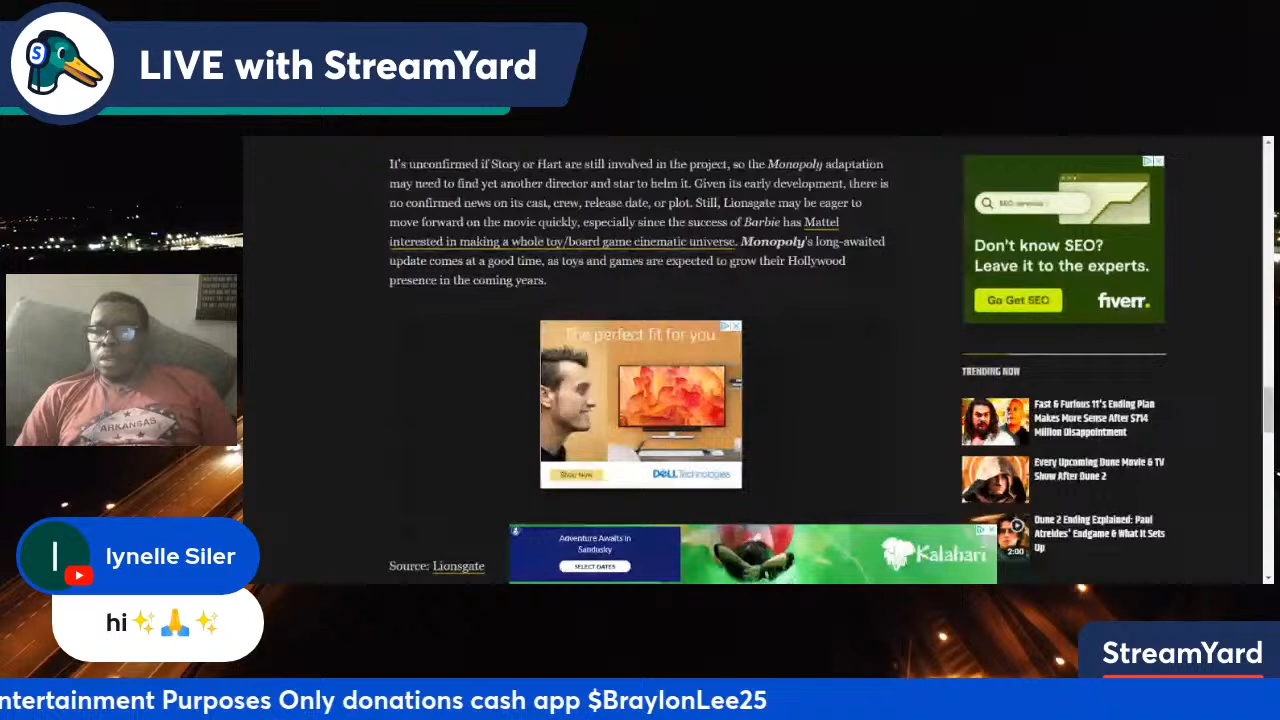 S
LIVE with StreamYard
It's unconfirmed if Story or Hart are still involved in the project, so the Monopoly adaptation
may need to find yet another director and star to helm it. Given its early development, there is
no confirmed news on its cast, crew, release date, or plot. Still, Lionsgate may be eager to
move forward on the movie quickly, especially since the success of Barbie has Mattel
interested in making a whole toy/board game cinematic universe. Monopoly's long-awaited
update comes at a good time, as toys and games are expected to grow their Hollywood
presence in the coming years.
SEO services
Don't know SEO?
Leave it to the experts.
Go Get SEO
fiverr.
The perfect fit for you.
Shop Now
DELL Technologies
TRENDING NOW
Fast & Furious 11's Ending Plan
Makes More Sense After $714
Million Disappointment
Every Upcoming Dune Movie & TV
Show After Dune 2
Dune 2 Ending Explained: Paul
Atreides' Endgame & What It Sets
Up
2:00
ARKANSAS
Adventure Awaits in
Sandusky
SELECT DATES
Kalahari
Source: Lionsgate
l
lynelle Siler
hi✨🙏✨
StreamYard
ntertainment Purposes Only donations cash app $BraylonLee25